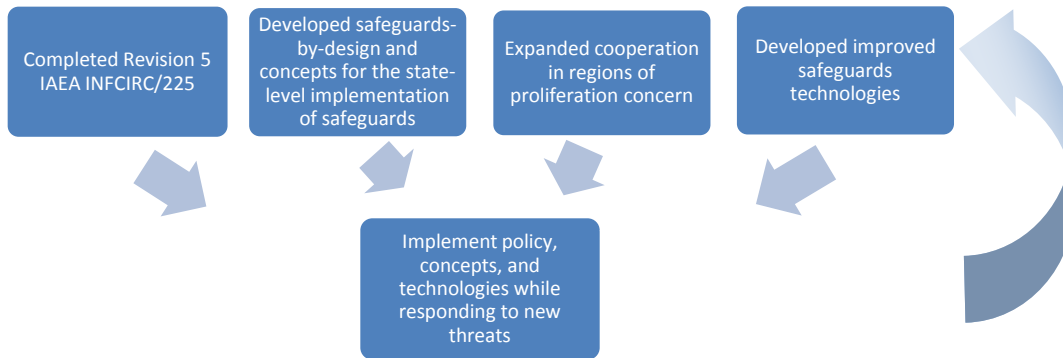 Completed Revision 5
IAEA INFCIRC/225
Developed safeguards-
by-design and
concepts for the state-
level implementation
of safeguards
Expanded cooperation
in regions of
proliferation concern
Developed improved
safeguards
technologies
Implement policy,
concepts, and
technologies while
responding to new
threats